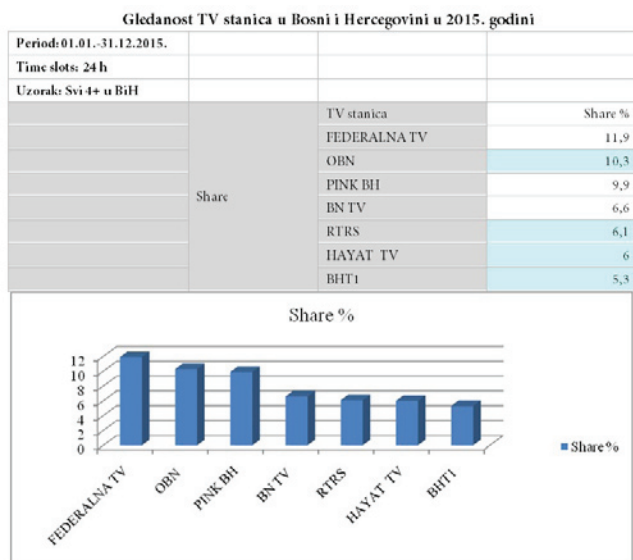 Gledanost TV stanica u Bosni i Hercegovini u 2015. godini
Period: 01.01.-31.12.2015.
Time slots: 24 h
Uzorak: Svi 4+ u BiH
Share
TV stanica Share %
FEDERALNA TV 11,9
OBN 10,3
PINK BH 9,9
BN TV 6,6
RTRS 6,1
HAYAT TV 6
BHT1 5,3
Share %
12
10
8
6
4
2
0
FEDERALNA TV
OBN
PINK BH
BN TV
RTRS
HAYAT TV
BHT1
Share %